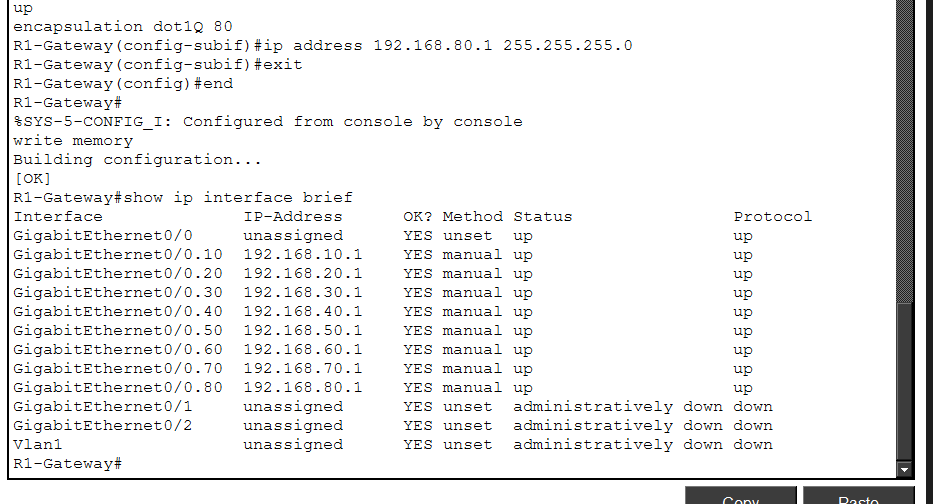 up
encapsulation dot1Q 80
R1-Gateway(config-subif)#ip address 192.168.80.1 255.255.255.0
R1-Gateway(config-subif)#exit
R1-Gateway(config)#end
R1-Gateway#
%SYS-5-CONFIG_I: Configured from console by console
write memory
Building configuration...
[OK]
R1-Gateway#show ip interface brief
Interface IP-Address OK? Method Status Protocol
GigabitEthernet0/0 unassigned YES unset up up
GigabitEthernet0/0.10 192.168.10.1 YES manual up up
GigabitEthernet0/0.20 192.168.20.1 YES manual up up
GigabitEthernet0/0.30 192.168.30.1 YES manual up up
GigabitEthernet0/0.40 192.168.40.1 YES manual up up
GigabitEthernet0/0.50 192.168.50.1 YES manual up up
GigabitEthernet0/0.60 192.168.60.1 YES manual up up
GigabitEthernet0/0.70 192.168.70.1 YES manual up up
GigabitEthernet0/0.80 192.168.80.1 YES manual up up
GigabitEthernet0/1 unassigned YES unset administratively down down
GigabitEthernet0/2 unassigned YES unset administratively down down
Vlan1 unassigned YES unset administratively down down
R1-Gateway#
Copy Paste